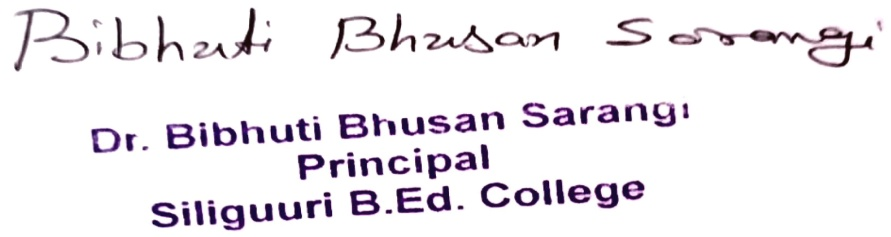 Bibhuti Bhusan Sarangi
Dr. Bibhuti Bhusan Sarangi
Principal
Siliguuri B.Ed. College